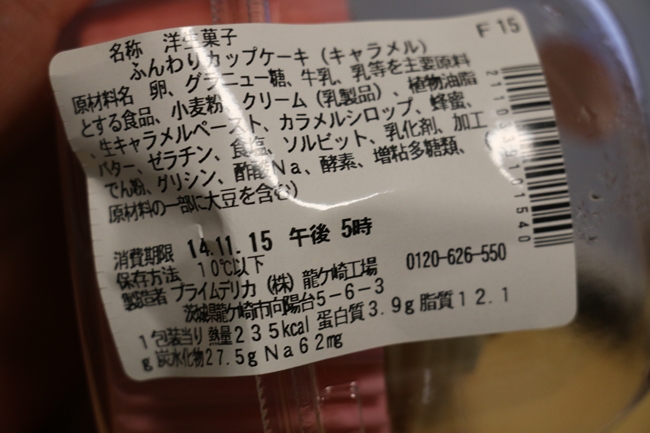 名称 洋生菓子
F 15
ふんわりカップケーキ(キャラメル)
原材料名 卵、グラニュー糖、牛乳、乳等を主要原料
とする食品、小麦粉、クリーム(乳製品)、植物油脂
、生キャラメルペースト、カラメルシロップ、蜂蜜、
バター、ゼラチン、食塩、ソルビット、乳化剤、加工
でん粉、グリシン、酢酸Na、酵素、増粘多糖類、
(原材料の一部に大豆を含む)
消費期限 14.11.15 午後 5時
保存方法 10℃以下
製造者 プライムデリカ(株)龍ケ崎工場 0120-626-550
茨城県龍ケ崎市向陽台5-6-3
1包装当り 熱量235kcal 蛋白質3.9g 脂質12.1
g 炭水化物27.5g Na62mg